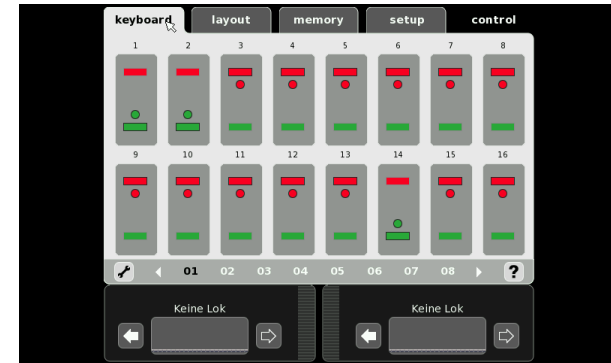 keyboard layout memory setup control
1 2 3 4 5 6 7 8
9 10 11 12 13 14 15 16
01 02 03 04 05 06 07 08 ?
Keine Lok Keine Lok